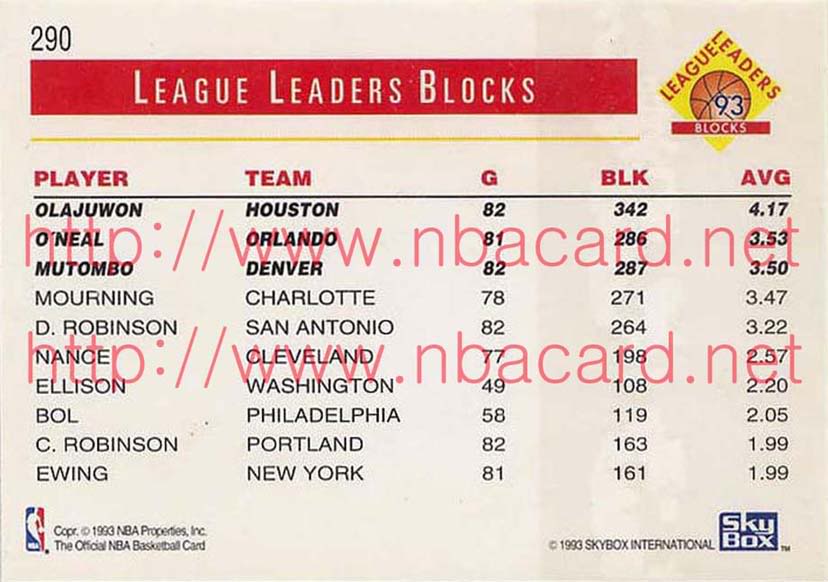 290
LEAGUE LEADERS BLOCKS
LEAGUE LEADERS
93
BLOCKS
PLAYER TEAM G BLK AVG
OLAJUWON HOUSTON 82 342 4.17
O'NEAL ORLANDO 81 286 3.53
http://www.nbacard.net
MUTOMBO DENVER 82 287 3.50
MOURNING CHARLOTTE 78 271 3.47
D. ROBINSON SAN ANTONIO 82 264 3.22
NANCE CLEVELAND 77 198 2.57
http://www.nbacard.net
ELLISON WASHINGTON 49 108 2.20
BOL PHILADELPHIA 58 119 2.05
C. ROBINSON PORTLAND 82 163 1.99
EWING NEW YORK 81 161 1.99
Copr. © 1993 NBA Properties, Inc.
The Official NBA Basketball Card
© 1993 SKYBOX INTERNATIONAL
Sky
BOX TM